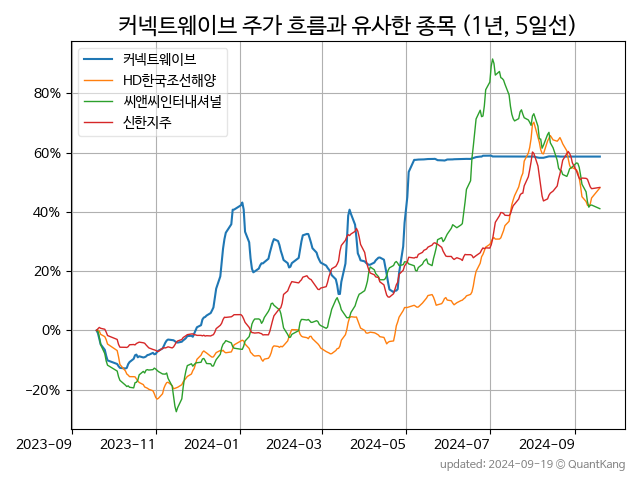 커넥트웨이브 주가 흐름과 유사한 종목 (1년, 5일선)
커넥트웨이브
HD한국조선해양
씨앤씨인터내셔널
신한지주
80%
60%
40%
20%
0%
−20%
2023-09 2023-11 2024-01 2024-03 2024-05 2024-07 2024-09
updated: 2024-09-19 © QuantKang